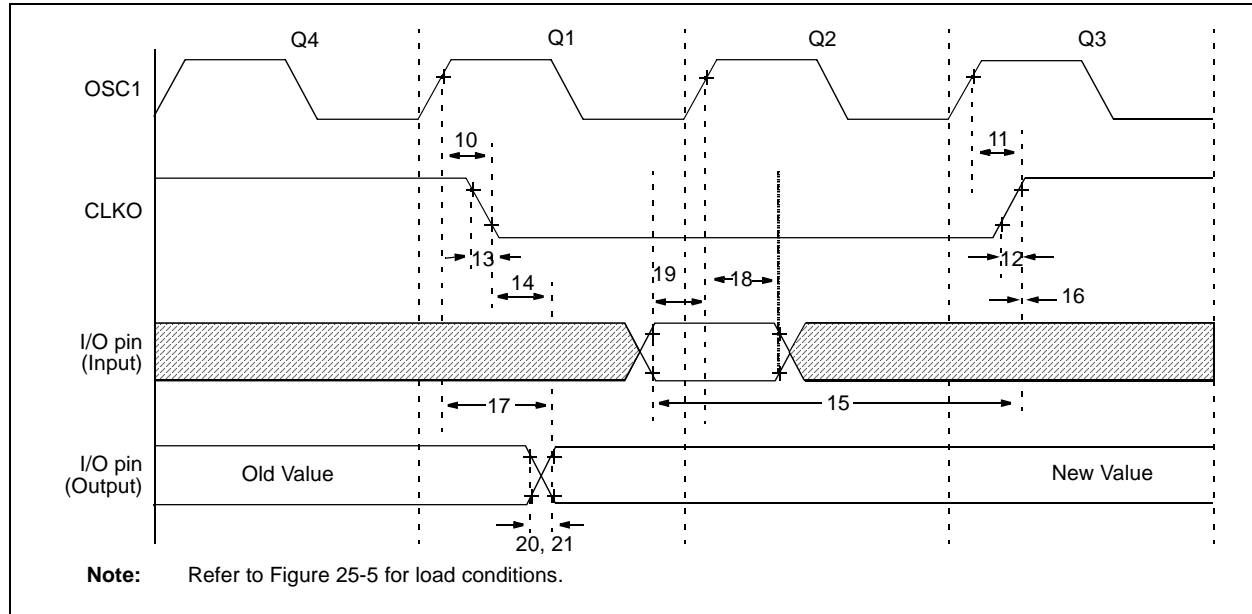 Q4 Q1 Q2 Q3
OSC1
10 11
CLKO
13 14 19 18 12 16
I/O pin
(Input)
17 15
I/O pin
(Output)
Old Value New Value
20, 21
Note: Refer to Figure 25-5 for load conditions.